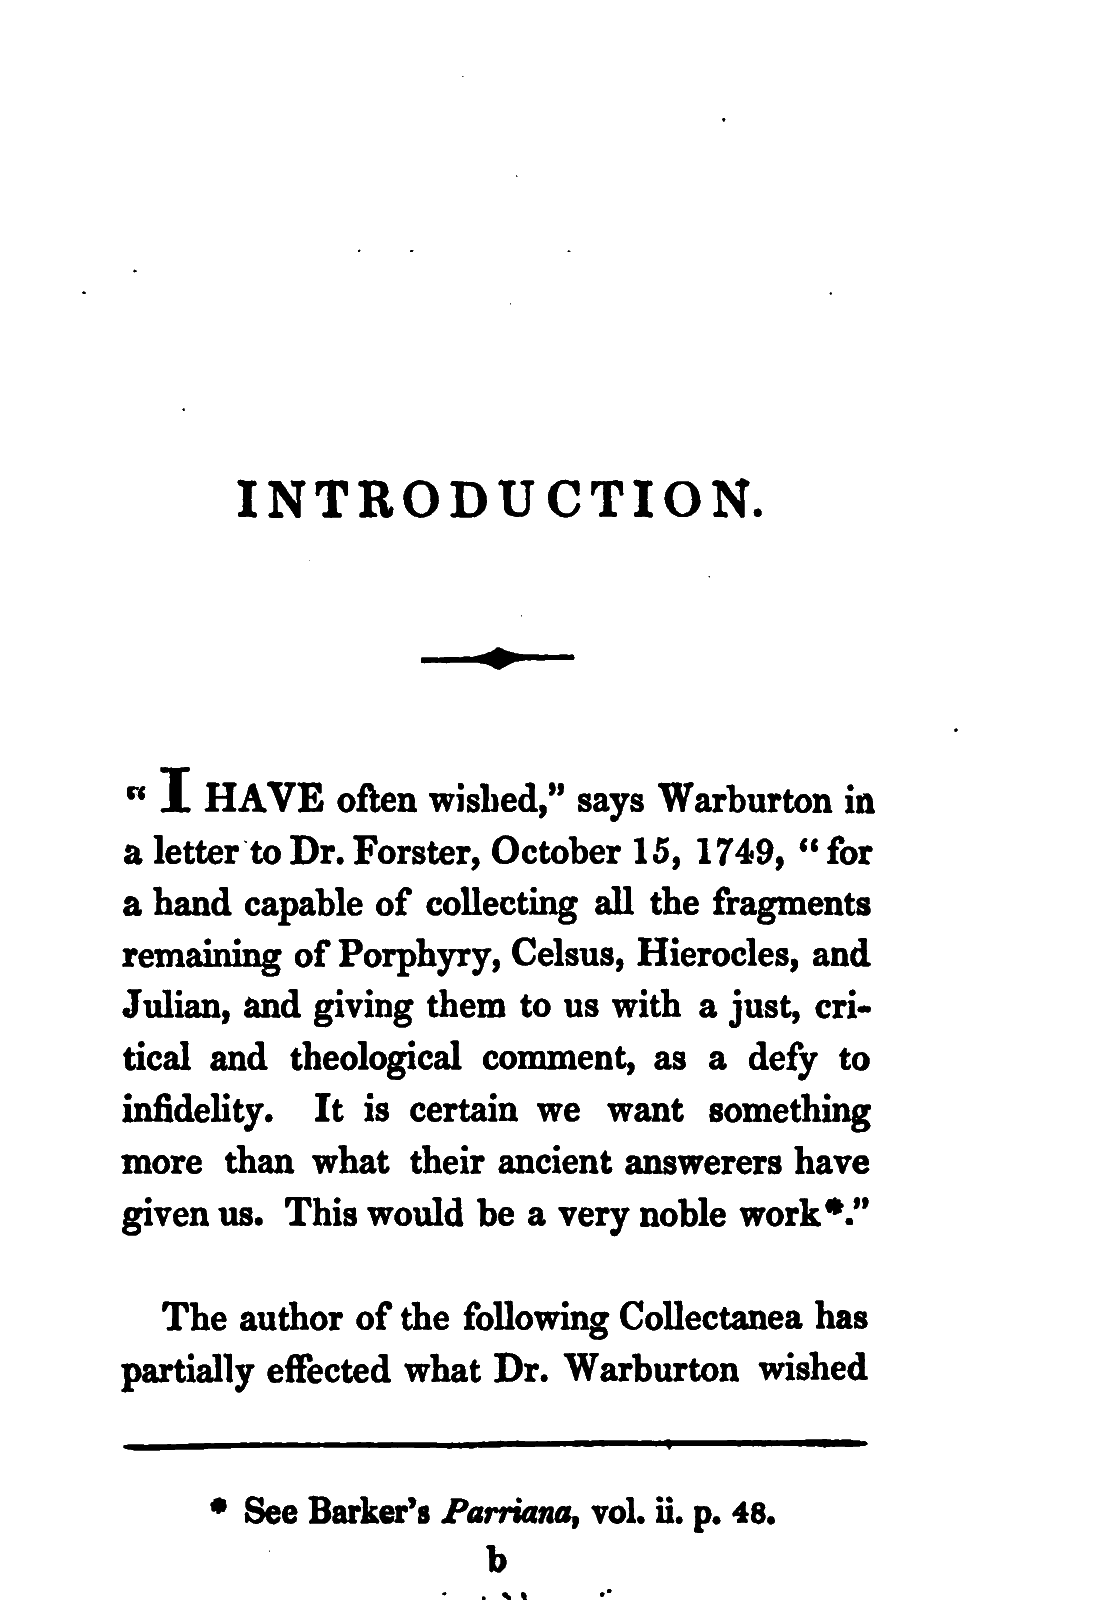 INTRODUCTION.
“ I HAVE often wished,” says Warburton in
a letter to Dr. Forster, October 15, 1749, “ for
a hand capable of collecting all the fragments
remaining of Porphyry, Celsus, Hierocles, and
Julian, and giving them to us with a just, cri-
tical and theological comment, as a defy to
infidelity. It is certain we want something
more than what their ancient answerers have
given us. This would be a very noble work*.”
The author of the following Collectanea has
partially effected what Dr. Warburton wished
* See Barker’s Parriana, vol. ii. p. 48.
b